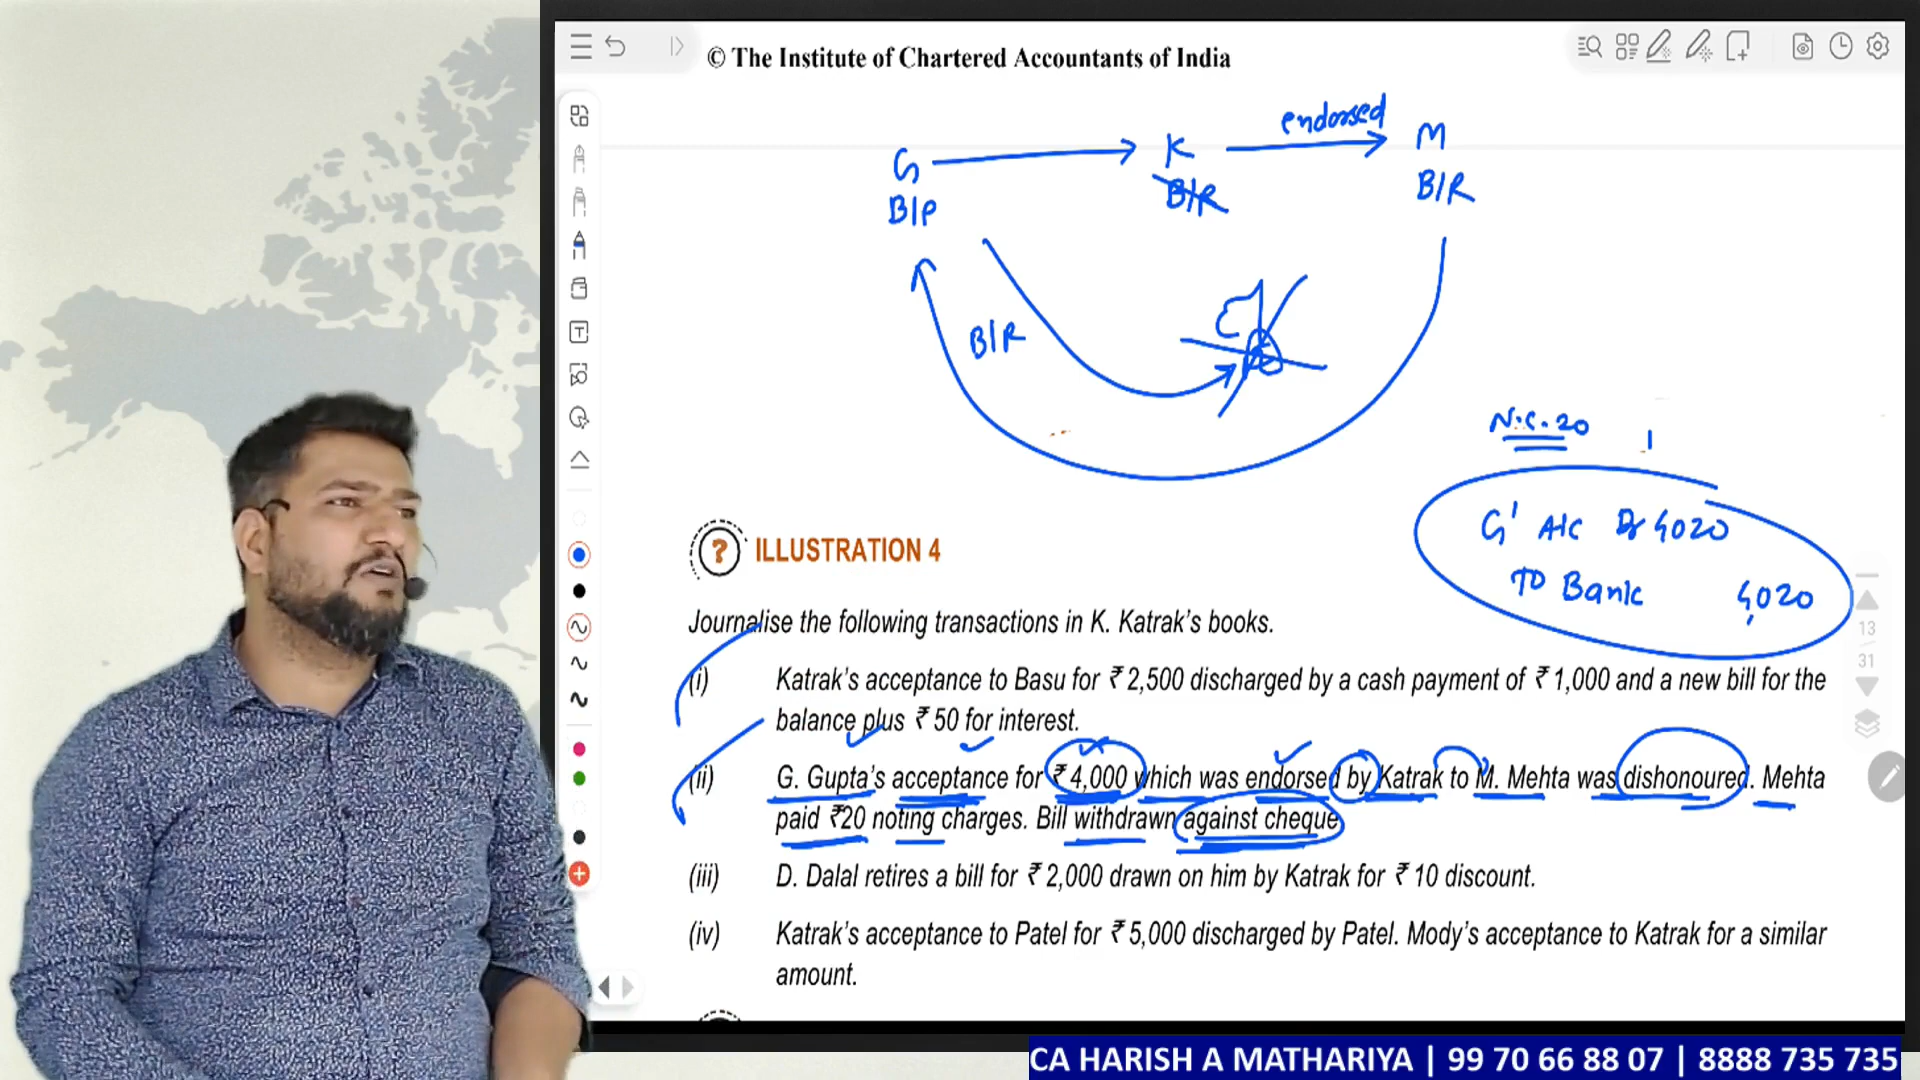 © The Institute of Chartered Accountants of India
G K endorsed M
B/P B/R B/R
B/R
N.C. 20
G' A/C Dr 4020
To Bank 4,020
? ILLUSTRATION 4
Journalise the following transactions in K. Katrak's books.
(i) Katrak's acceptance to Basu for ₹ 2,500 discharged by a cash payment of ₹ 1,000 and a new bill for the
balance plus ₹ 50 for interest.
(ii) G. Gupta's acceptance for ₹ 4,000 which was endorsed by Katrak to M. Mehta was dishonoured. Mehta
paid ₹20 noting charges. Bill withdrawn against cheque
(iii) D. Dalal retires a bill for ₹ 2,000 drawn on him by Katrak for ₹ 10 discount.
(iv) Katrak's acceptance to Patel for ₹ 5,000 discharged by Patel. Mody's acceptance to Katrak for a similar
amount.
13
31
CA HARISH A MATHARIYA | 99 70 66 88 07 | 8888 735 735